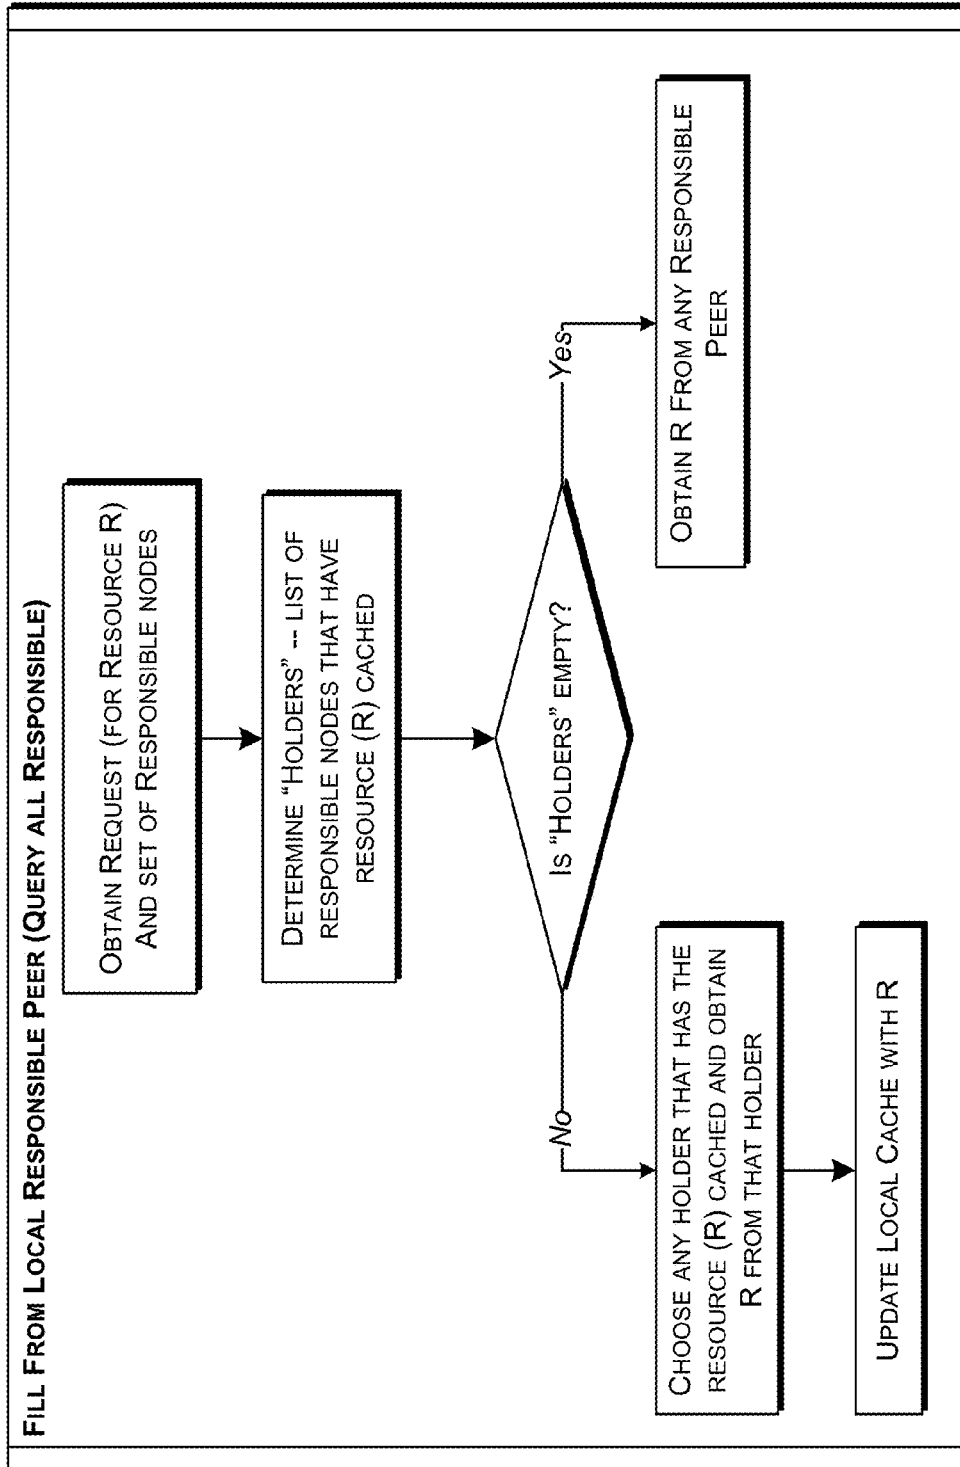 FILL FROM LOCAL RESPONSIBLE PEER (QUERY ALL RESPONSIBLE)
OBTAIN REQUEST (FOR RESOURCE R)
AND SET OF RESPONSIBLE NODES
DETERMINE “HOLDERS” -- LIST OF
RESPONSIBLE NODES THAT HAVE
RESOURCE (R) CACHED
IS “HOLDERS” EMPTY?
No
Yes
CHOOSE ANY HOLDER THAT HAS THE
RESOURCE (R) CACHED AND OBTAIN
R FROM THAT HOLDER
UPDATE LOCAL CACHE WITH R
OBTAIN R FROM ANY RESPONSIBLE
PEER